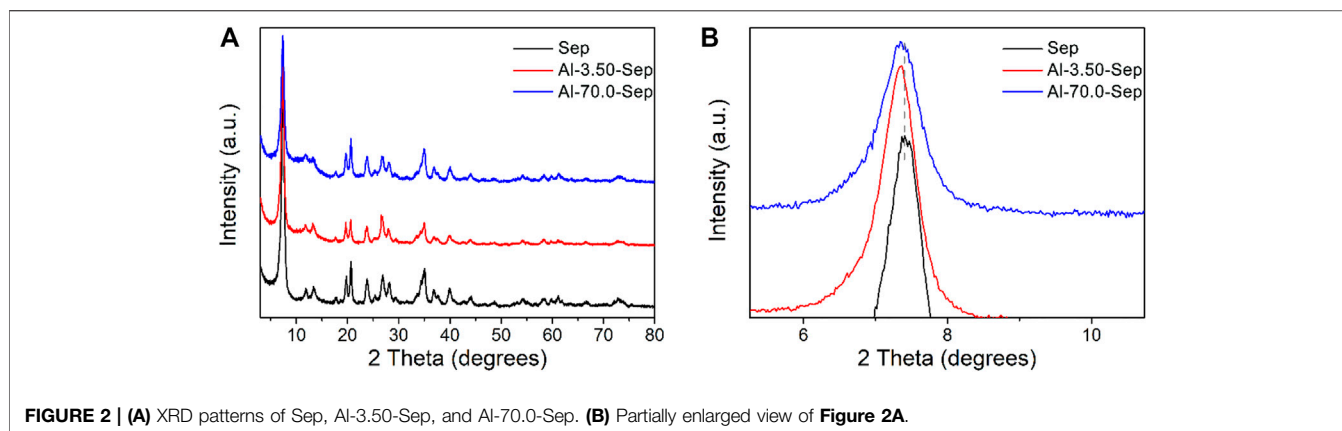 A
Sep
Al-3.50-Sep
Al-70.0-Sep
Intensity (a.u.)
10 20 30 40 50 60 70 80
2 Theta (degrees)
B
Sep
Al-3.50-Sep
Al-70.0-Sep
Intensity (a.u.)
6 8 10
2 Theta (degrees)
FIGURE 2 | (A) XRD patterns of Sep, Al-3.50-Sep, and Al-70.0-Sep. (B) Partially enlarged view of Figure 2A.